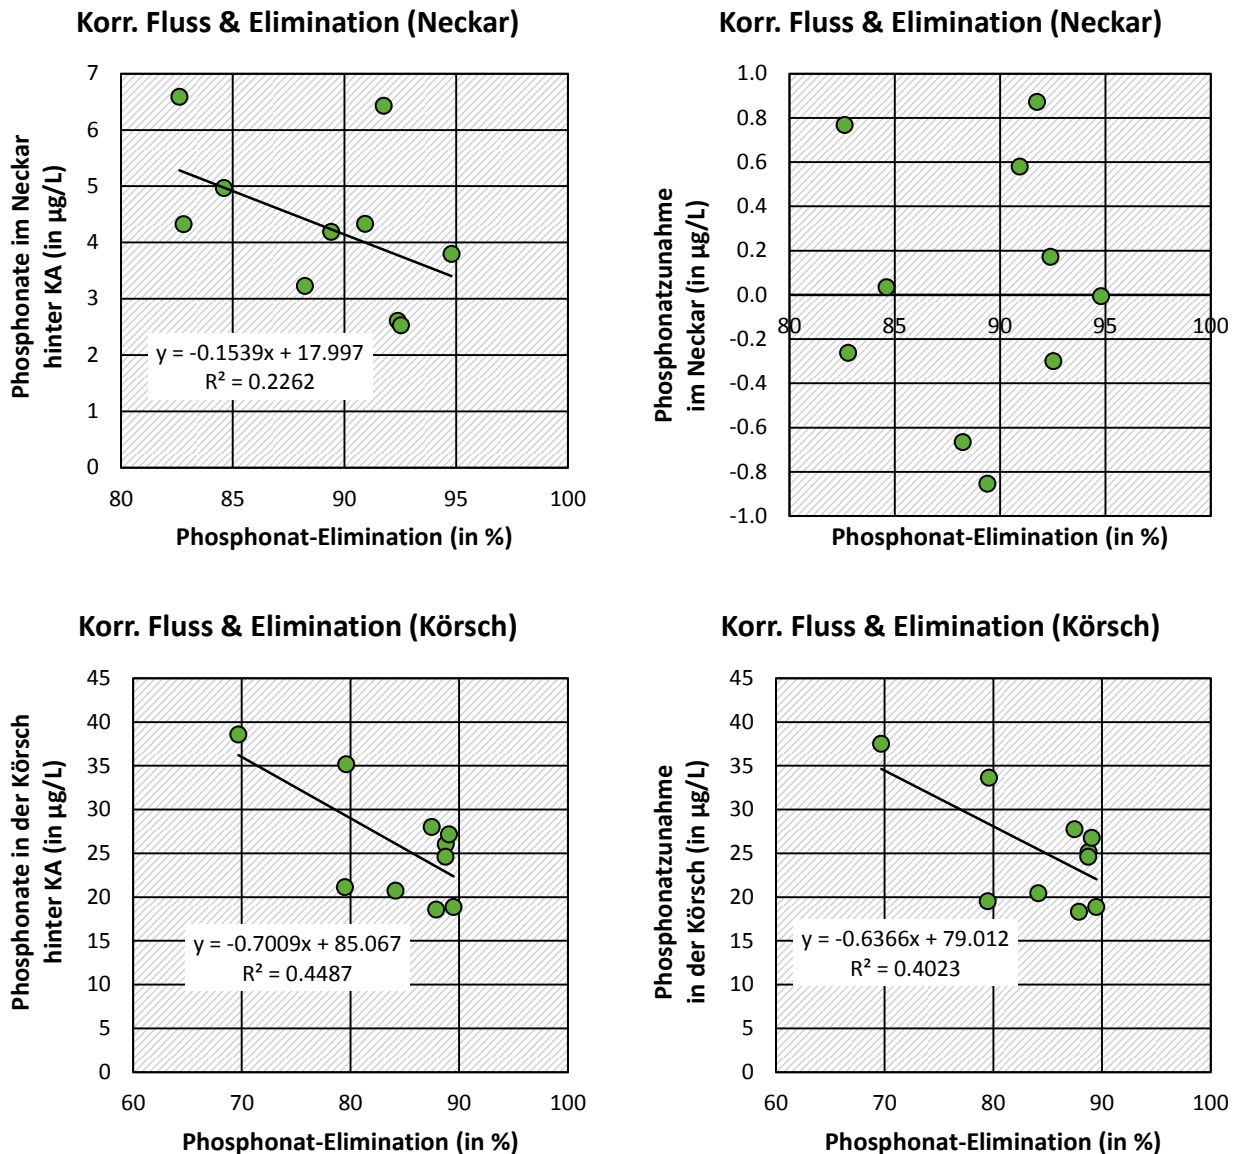 Korr. Fluss & Elimination (Neckar)
Phosphonate im Neckar
hinter KA (in µg/L)
7
6
5
4
3
2
1
0
y = -0.1539x + 17.997
R² = 0.2262
80 85 90 95 100
Phosphonat-Elimination (in %)
Korr. Fluss & Elimination (Neckar)
Phosphonatzunahme
im Neckar (in µg/L)
1.0
0.8
0.6
0.4
0.2
0.0
-0.2
-0.4
-0.6
-0.8
-1.0
80 85 90 95 100
Phosphonat-Elimination (in %)
Korr. Fluss & Elimination (Körsch)
Phosphonate in der Körsch
hinter KA (in µg/L)
45
40
35
30
25
20
15
10
5
0
y = -0.7009x + 85.067
R² = 0.4487
60 70 80 90 100
Phosphonat-Elimination (in %)
Korr. Fluss & Elimination (Körsch)
Phosphonatzunahme
in der Körsch (in µg/L)
45
40
35
30
25
20
15
10
5
0
y = -0.6366x + 79.012
R² = 0.4023
60 70 80 90 100
Phosphonat-Elimination (in %)